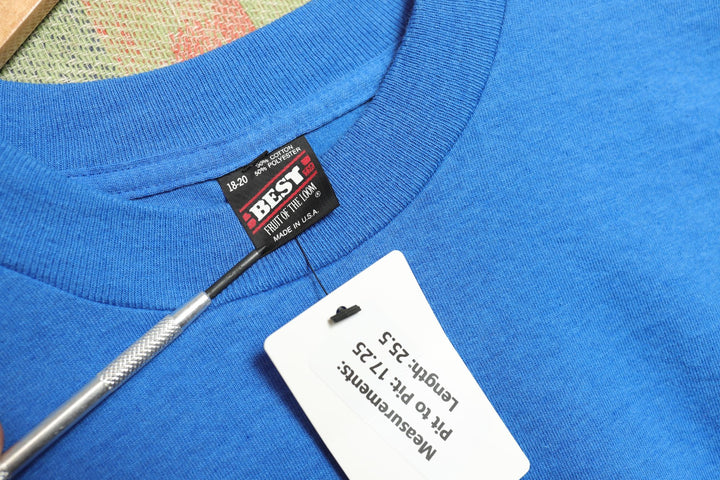 50% COTTON
50% POLYESTER
18-20
BEST
FRUIT OF THE LOOM
®
MADE IN U.S.A.
Measurements:
pit to Pit: 17.25
Length: 25.5